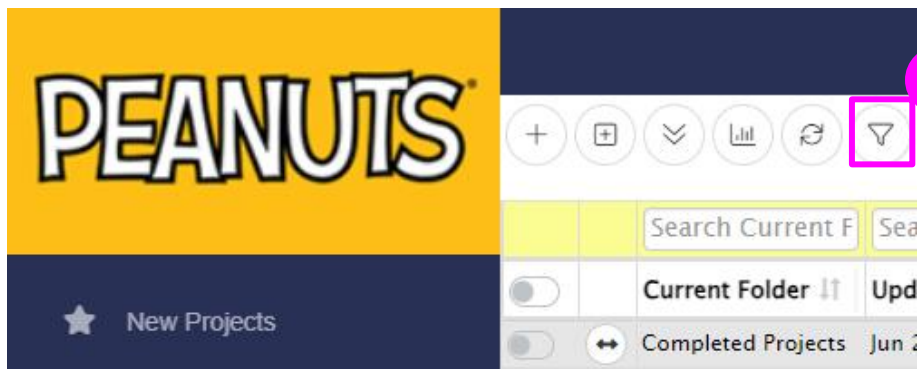 PEANUTS
Search Current F Sea
Current Folder Upd
New Projects
Completed Projects Jun 2